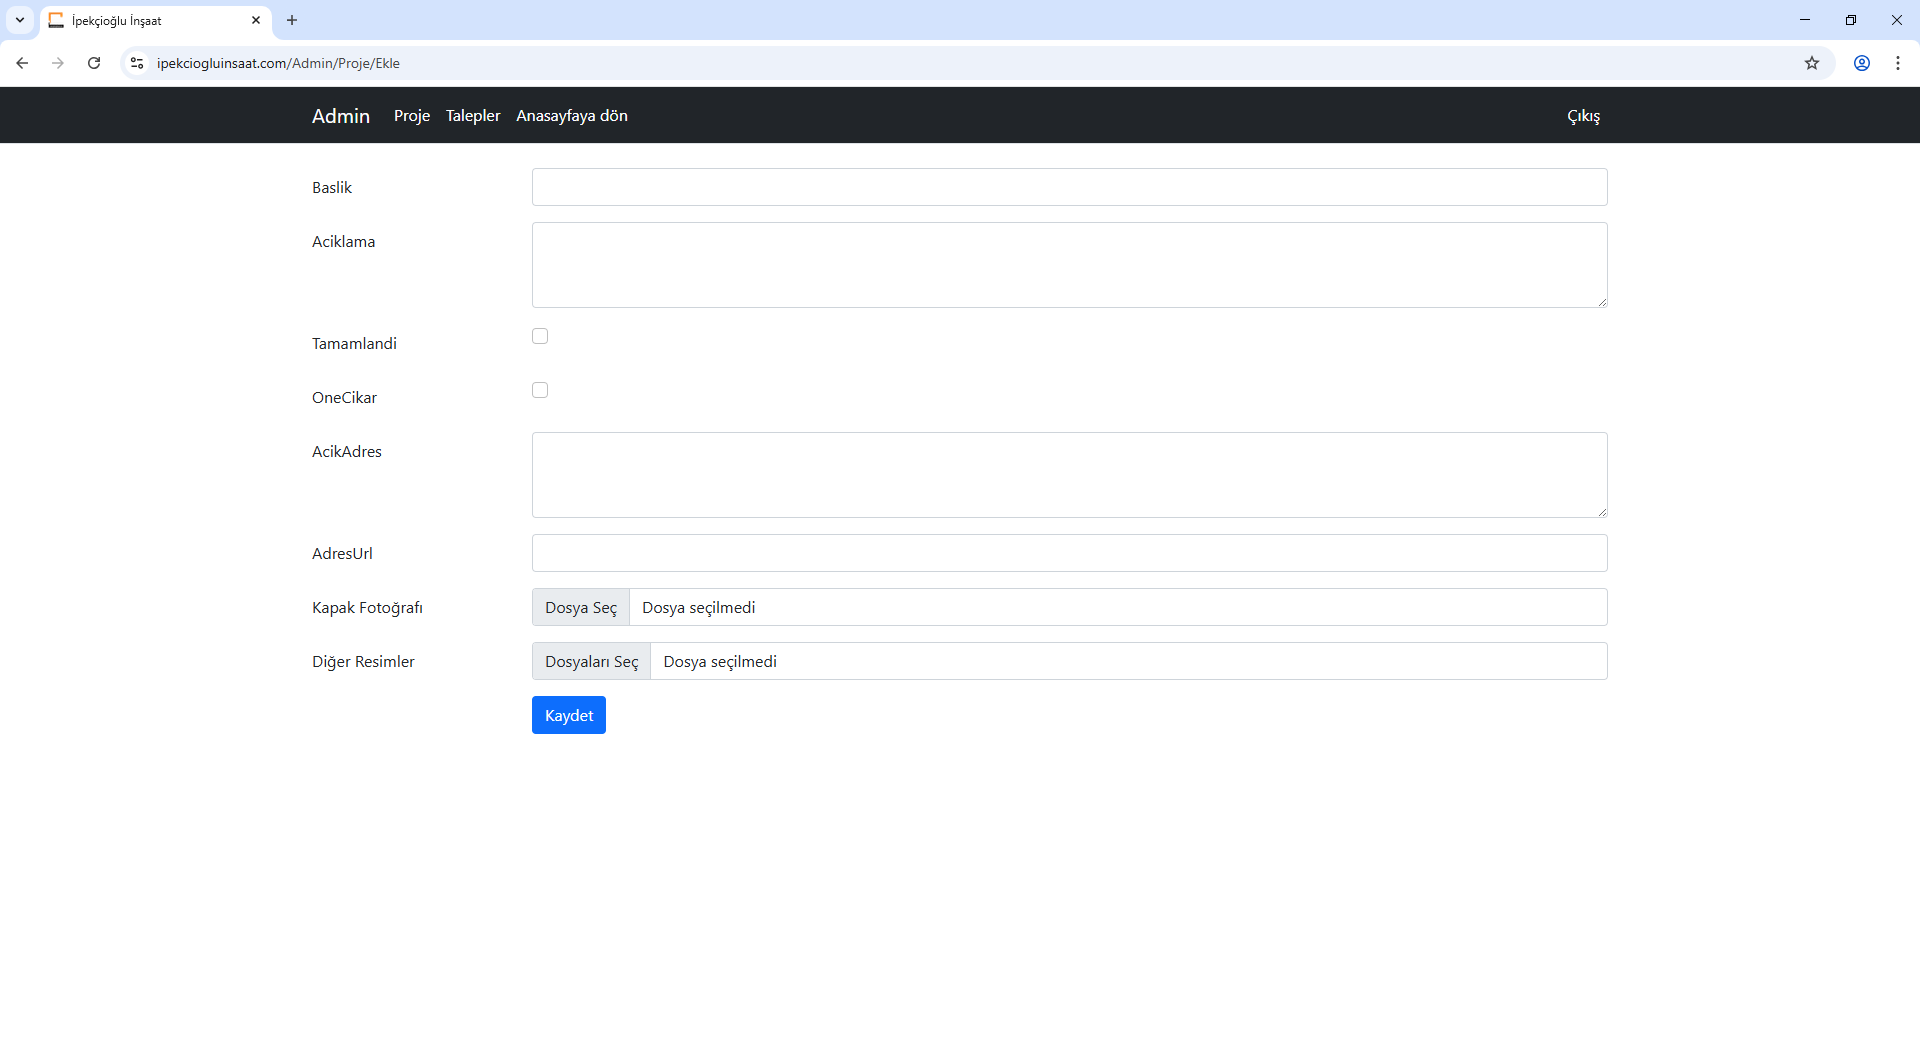 İpekçioğlu İnşaat
ipekciogluinsaat.com/Admin/Proje/Ekle
Admin Proje Talepler Anasayfaya dön Çıkış
Baslik
Aciklama
Tamamlandi
OneCikar
AcikAdres
AdresUrl
Kapak Fotoğrafı Dosya Seç Dosya seçilmedi
Diğer Resimler Dosyaları Seç Dosya seçilmedi
Kaydet